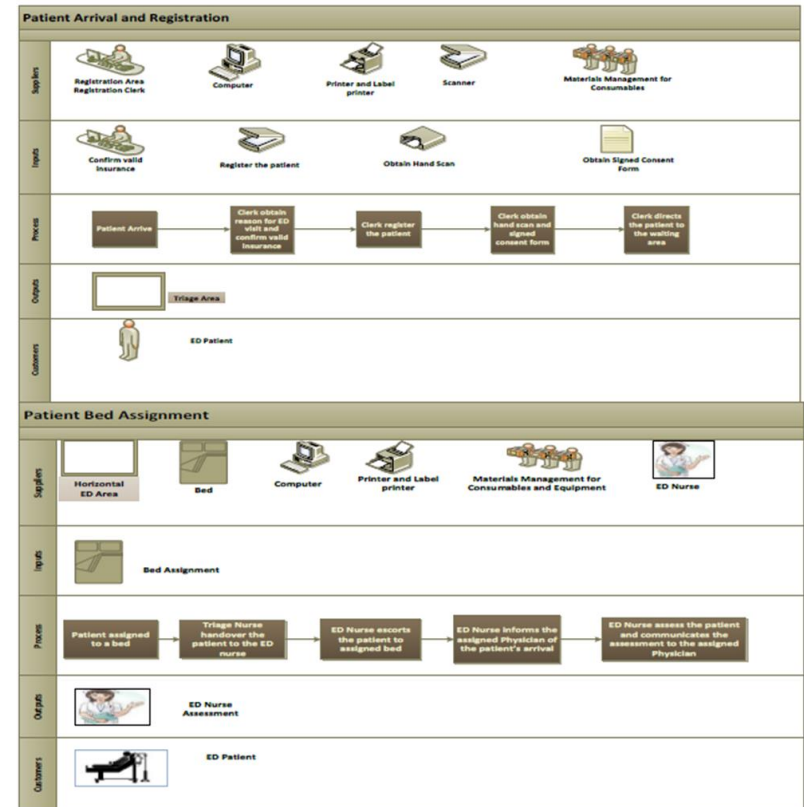 Patient Arrival and Registration
Suppliers
Registration Area
Registration Clerk
Computer
Printer and Label
printer
Scanner
Materials Management for
Consumables
Inputs
Confirm valid
Insurance
Register the patient
Obtain Hand Scan
Obtain Signed Consent
Form
Process
Patient Arrive
Clerk obtain
reason for ED
visit and
confirm valid
insurance
Clerk register
the patient
Clerk obtain
hand scan and
signed
consent form
Clerk directs
the patient to
the waiting
area
Outputs
Triage Area
Customers
ED Patient
Patient Bed Assignment
Suppliers
Horizontal
ED Area
Bed
Computer
Printer and Label
printer
Materials Management for
Consumables and Equipment
ED Nurse
Inputs
Bed Assignment
Process
Patient assigned
to a bed
Triage Nurse
handover the
patient to the ED
nurse
ED Nurse escorts
the patient to
assigned bed
ED Nurse informs the
assigned Physician of
the patient's arrival
ED Nurse assess the patient
and communicates the
assessment to the assigned
Physician
Outputs
ED Nurse
Assessment
Customers
ED Patient